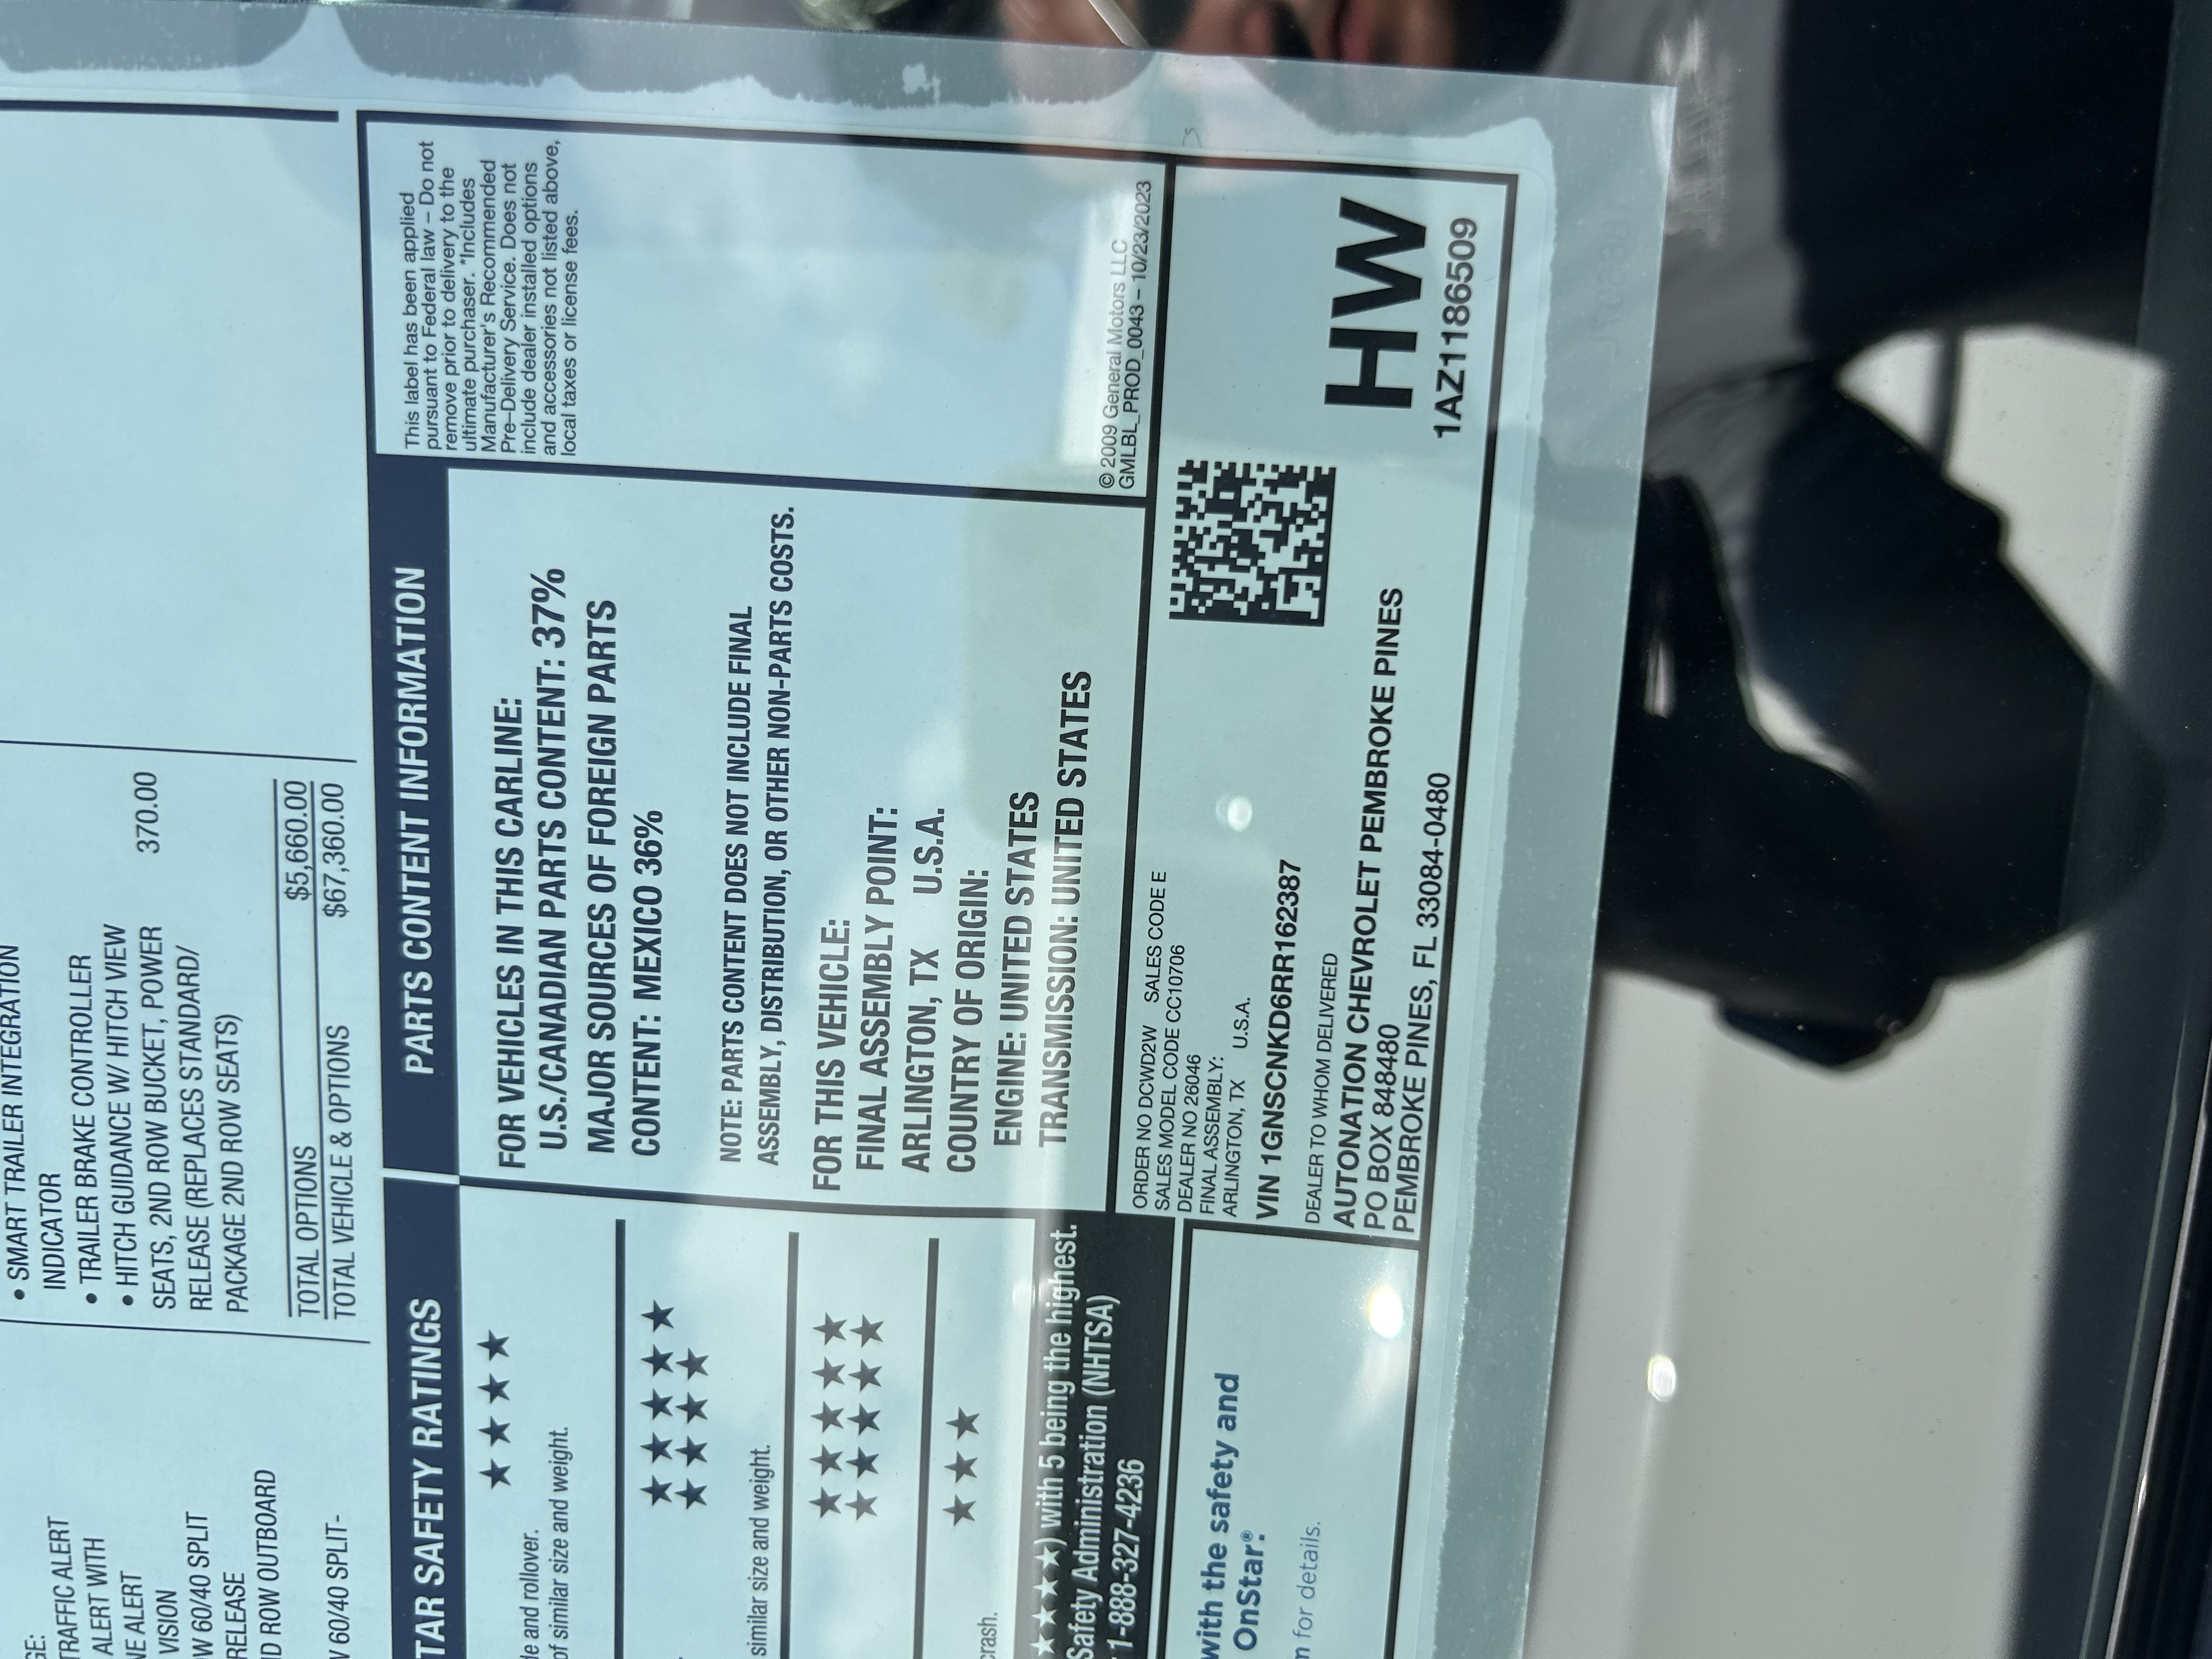 • SMART TRAILER INTEGRATION
INDICATOR
• TRAILER BRAKE CONTROLLER
• HITCH GUIDANCE W/ HITCH VIEW
SEATS, 2ND ROW BUCKET, POWER 370.00
RELEASE (REPLACES STANDARD/
PACKAGE 2ND ROW SEATS)
TOTAL OPTIONS $5,660.00
TOTAL VEHICLE & OPTIONS $67,360.00
TRAFFIC ALERT
ALERT WITH
ALERT
VISION
60/40 SPLIT
RELEASE
ROW OUTBOARD
60/40 SPLIT-
SAFETY RATINGS
★★★★
and rollover.
of similar size and weight.
★★★★★
★★★★
similar size and weight.
★★★★★
★★★★★
★★★
crash.
★★★★★) with 5 being the highest.
Safety Administration (NHTSA)
1-888-327-4236
with the safety and
OnStar®.
for details.
PARTS CONTENT INFORMATION
FOR VEHICLES IN THIS CARLINE:
U.S./CANADIAN PARTS CONTENT: 37%
MAJOR SOURCES OF FOREIGN PARTS
CONTENT: MEXICO 36%
NOTE: PARTS CONTENT DOES NOT INCLUDE FINAL
ASSEMBLY, DISTRIBUTION, OR OTHER NON-PARTS COSTS.
FOR THIS VEHICLE:
FINAL ASSEMBLY POINT:
ARLINGTON, TX U.S.A.
COUNTRY OF ORIGIN:
ENGINE: UNITED STATES
TRANSMISSION: UNITED STATES
This label has been applied
pursuant to Federal law – Do not
remove prior to delivery to the
ultimate purchaser. *Includes
Manufacturer's Recommended
Pre-Delivery Service. Does not
include dealer installed options
and accessories not listed above,
local taxes or license fees.
© 2009 General Motors LLC
GMLBL_PROD_0043 – 10/23/2023
ORDER NO DCWD2W SALES CODE E
SALES MODEL CODE CC10706
DEALER NO 26046
FINAL ASSEMBLY:
ARLINGTON, TX U.S.A.
VIN 1GNSCNKD6RR162387
DEALER TO WHOM DELIVERED
AUTONATION CHEVROLET PEMBROKE PINES
PO BOX 848480
PEMBROKE PINES, FL 33084-0480
HW
1AZ1186509